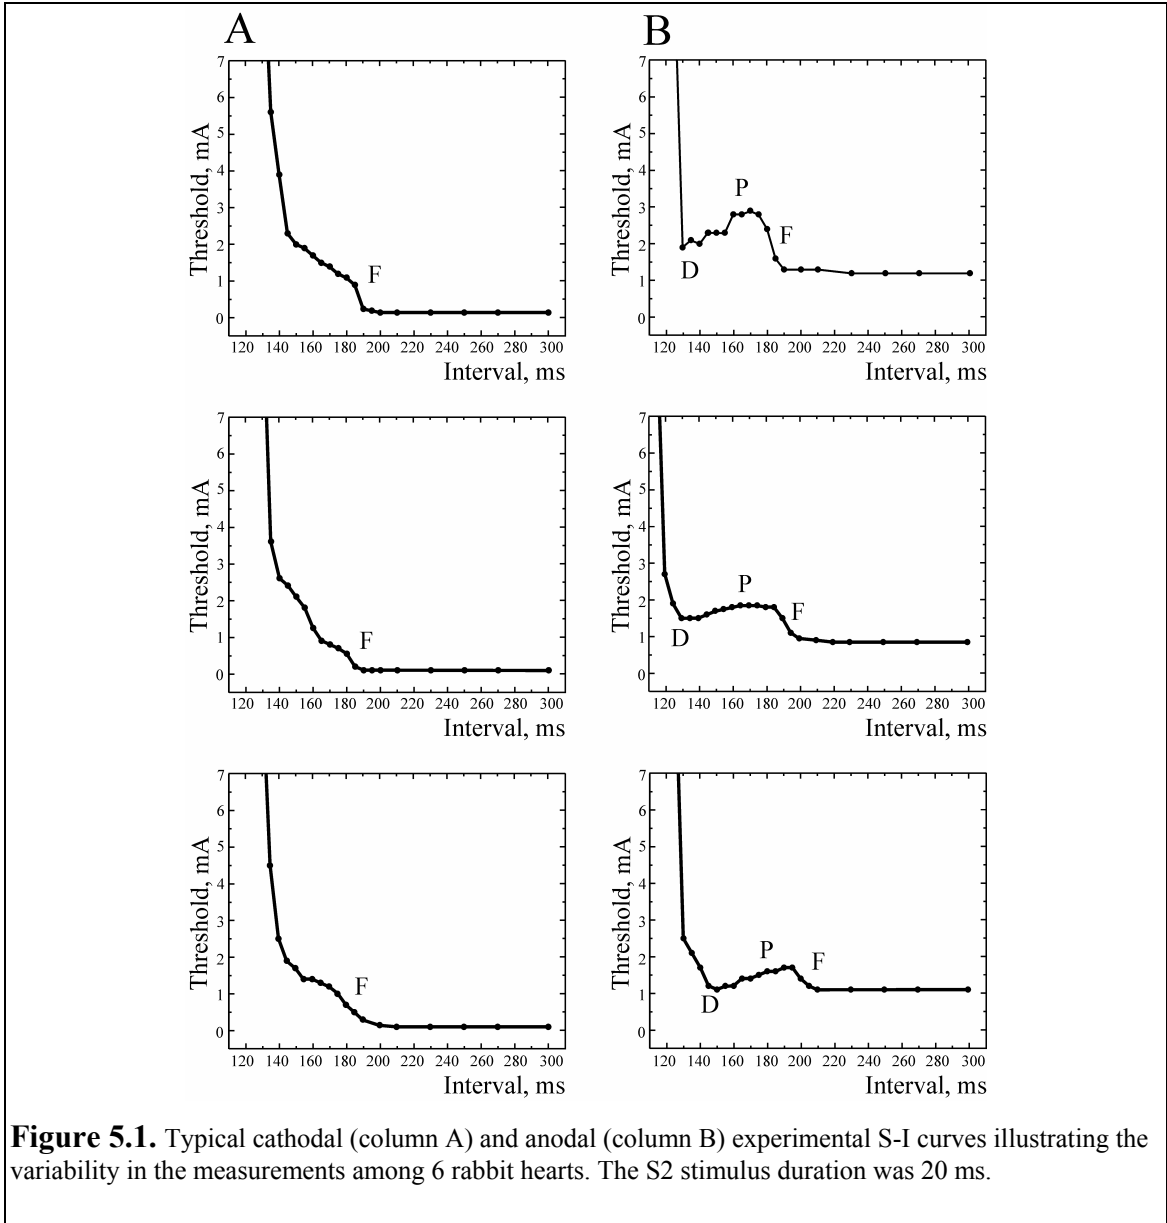 A
B
7
6
5
4
3
2
1
0
Threshold, mA
F
120 140 160 180 200 220 240 260 280 300
Interval, ms
7
6
5
4
3
2
1
0
Threshold, mA
P
F
D
120 140 160 180 200 220 240 260 280 300
Interval, ms
7
6
5
4
3
2
1
0
Threshold, mA
F
120 140 160 180 200 220 240 260 280 300
Interval, ms
7
6
5
4
3
2
1
0
Threshold, mA
P
F
D
120 140 160 180 200 220 240 260 280 300
Interval, ms
7
6
5
4
3
2
1
0
Threshold, mA
F
120 140 160 180 200 220 240 260 280 300
Interval, ms
7
6
5
4
3
2
1
0
Threshold, mA
P
F
D
120 140 160 180 200 220 240 260 280 300
Interval, ms
Figure 5.1. Typical cathodal (column A) and anodal (column B) experimental S-I curves illustrating the
variability in the measurements among 6 rabbit hearts. The S2 stimulus duration was 20 ms.